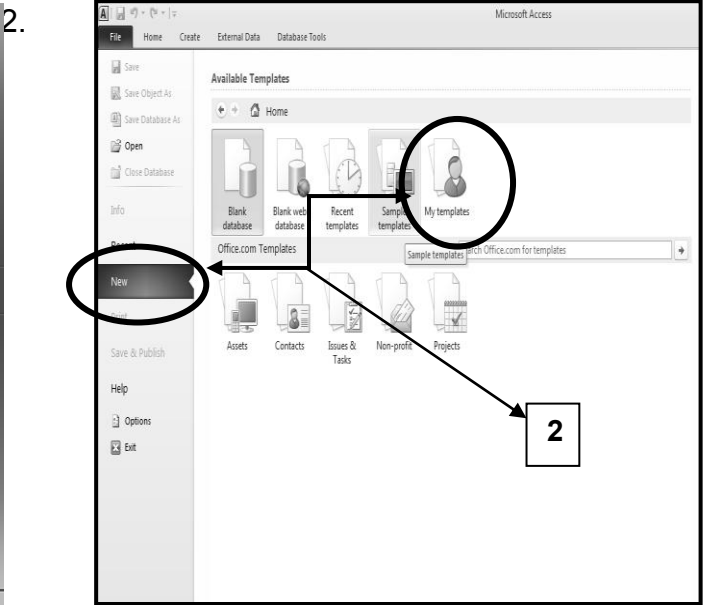 2.
Microsoft Access
File Home Create External Data Database Tools
Save
Save Object As
Save Database As
Open
Close Database
Info
Recent
New
Print
Save & Publish
Help
Options
Exit
Available Templates
Home
Blank database
Blank web database
Recent templates
Sample templates
My templates
Office.com Templates
Sample templates
Search Office.com for templates
Assets
Contacts
Issues & Tasks
Non-profit
Projects
2